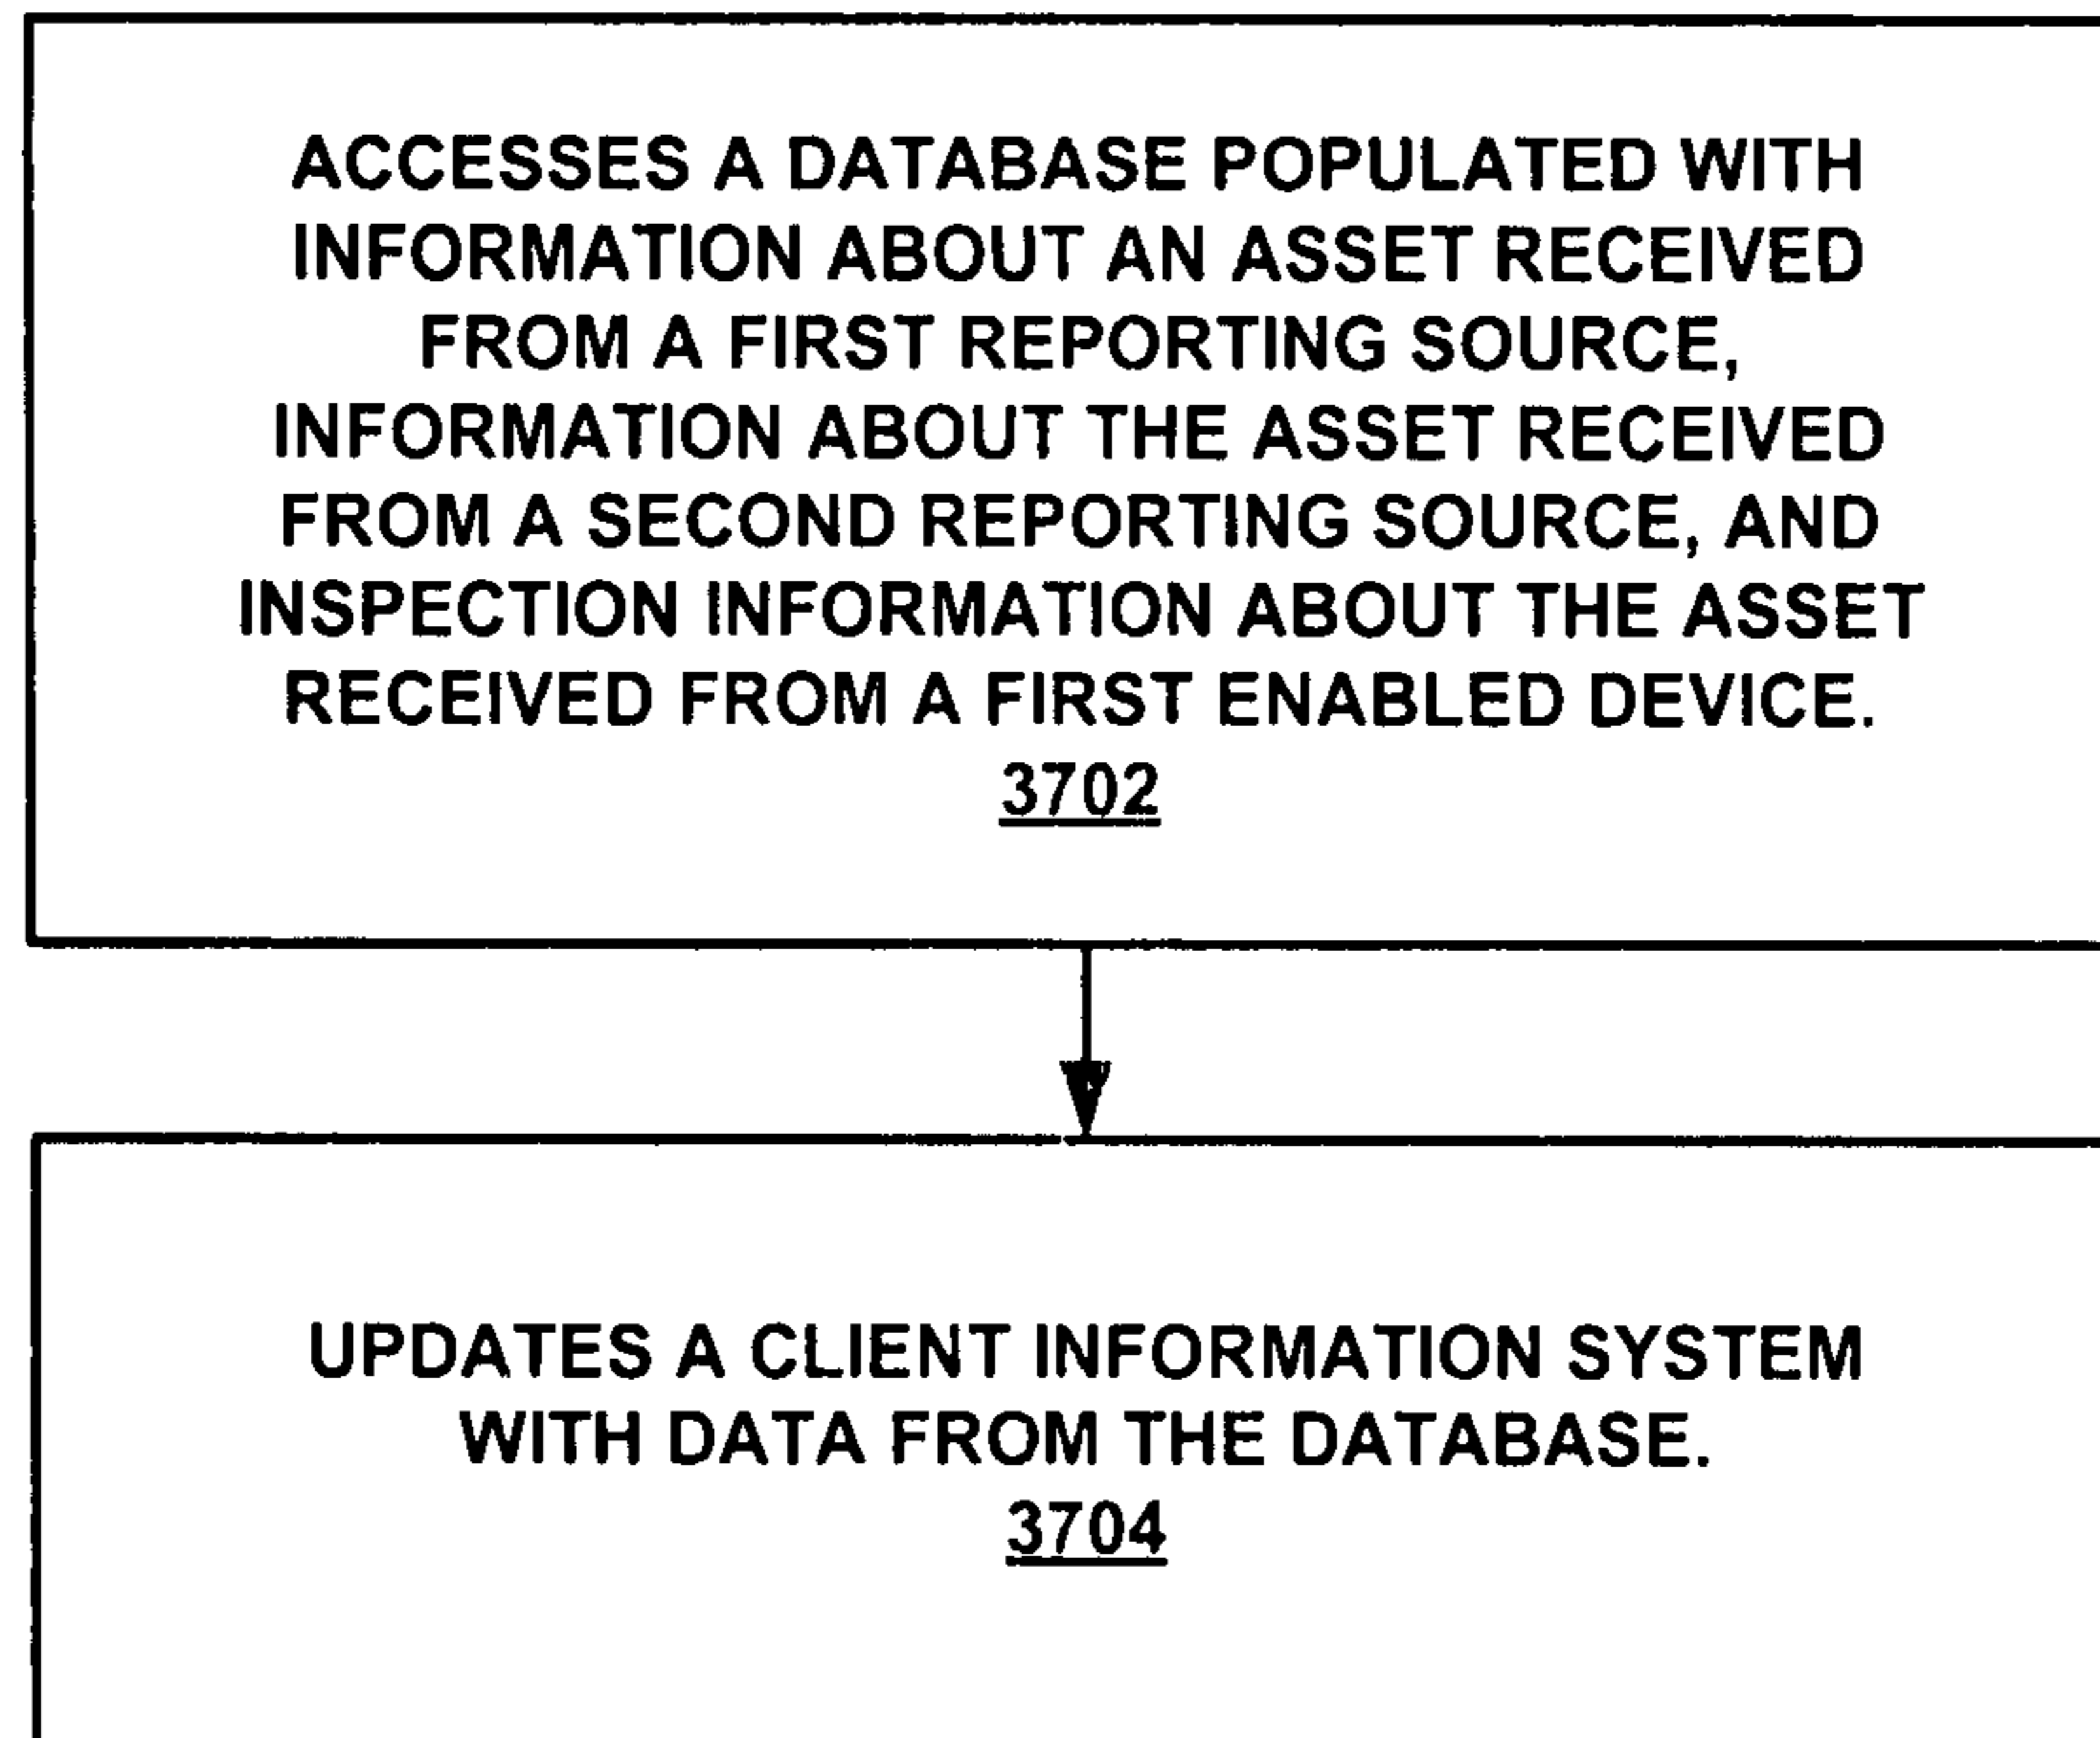 ACCESSES A DATABASE POPULATED WITH
INFORMATION ABOUT AN ASSET RECEIVED
FROM A FIRST REPORTING SOURCE,
INFORMATION ABOUT THE ASSET RECEIVED
FROM A SECOND REPORTING SOURCE, AND
INSPECTION INFORMATION ABOUT THE ASSET
RECEIVED FROM A FIRST ENABLED DEVICE.
3702
UPDATES A CLIENT INFORMATION SYSTEM
WITH DATA FROM THE DATABASE.
3704